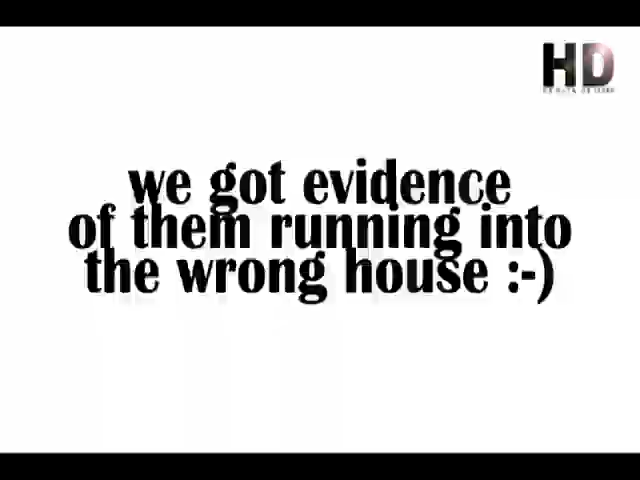 HD
we got evidence
of them running into
the wrong house :-)